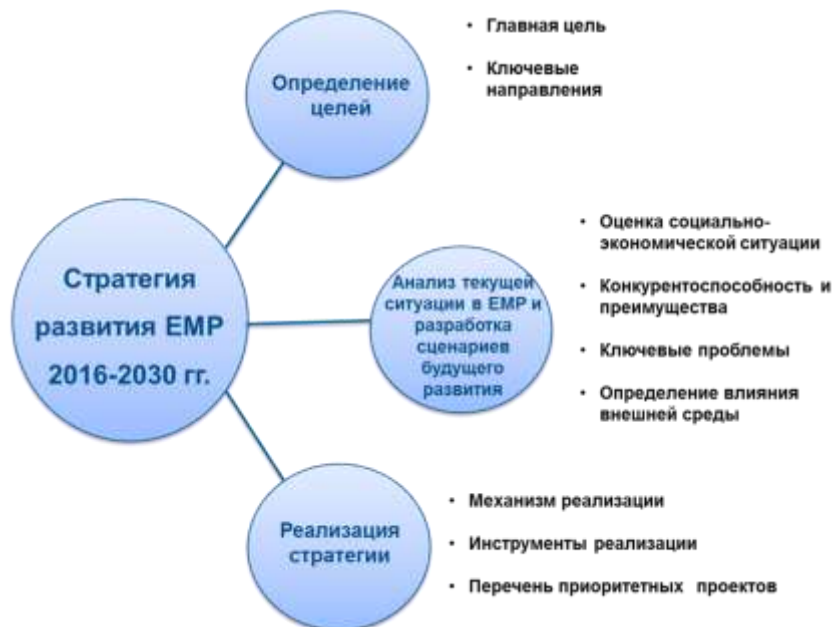 Определение
целей
• Главная цель
• Ключевые
направления
Стратегия
развития ЕМР
2016-2030 гг.
Анализ текущей
ситуации в ЕМР и
разработка
сценариев
будущего
развития
• Оценка социально-
экономической ситуации
• Конкурентоспособность и
преимущества
• Ключевые проблемы
• Определение влияния
внешней среды
Реализация
стратегии
• Механизм реализации
• Инструменты реализации
• Перечень приоритетных проектов